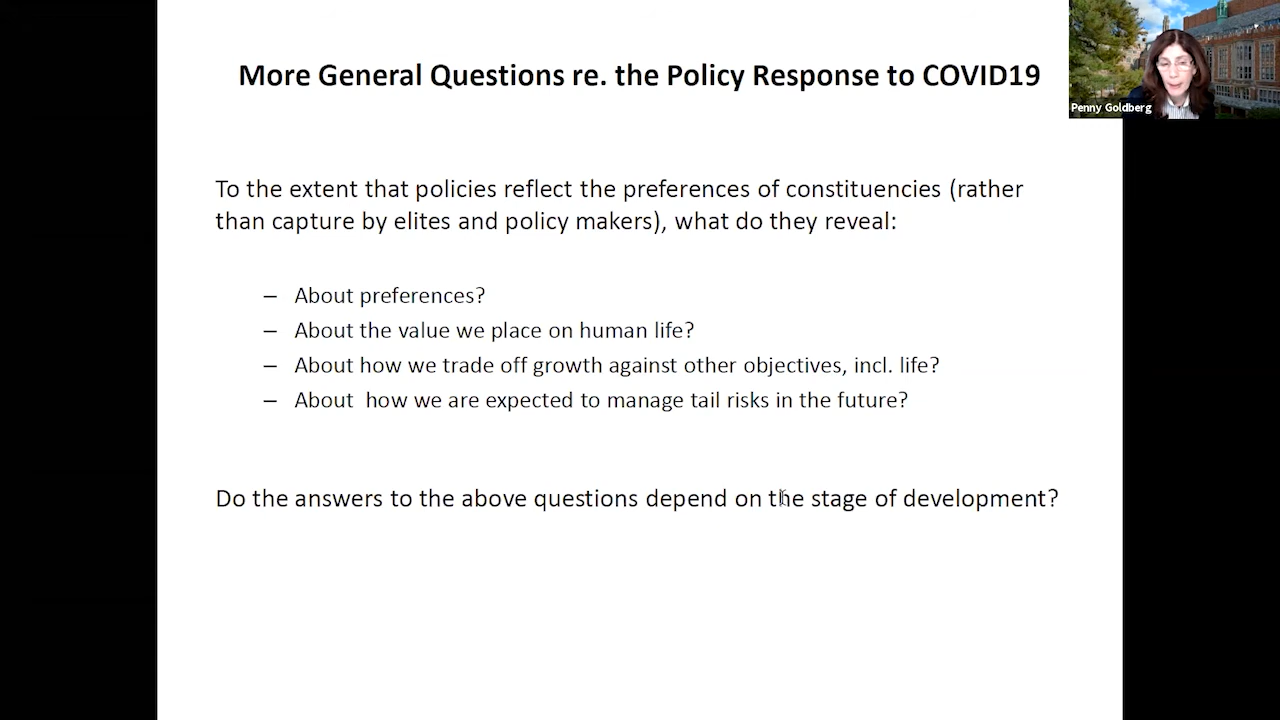 More General Questions re. the Policy Response to COVID19
Penny Goldberg
To the extent that policies reflect the preferences of constituencies (rather
than capture by elites and policy makers), what do they reveal:
– About preferences?
– About the value we place on human life?
– About how we trade off growth against other objectives, incl. life?
– About  how we are expected to manage tail risks in the future?
Do the answers to the above questions depend on the stage of development?